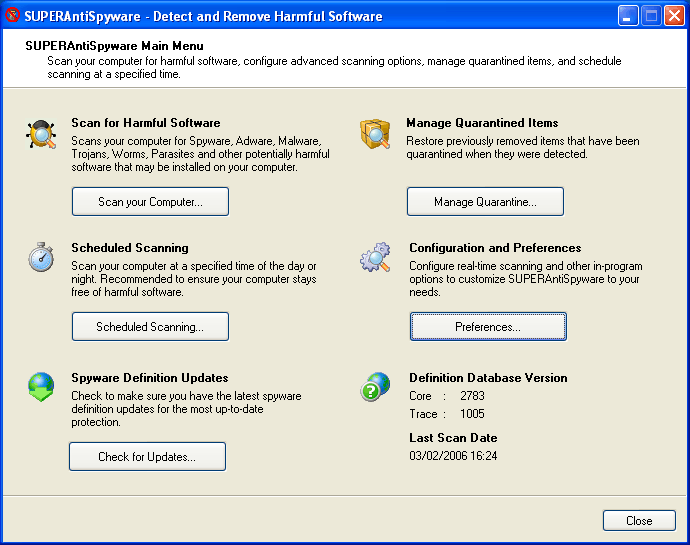 SUPERAntiSpyware - Detect and Remove Harmful Software
SUPERAntiSpyware Main Menu
Scan your computer for harmful software, configure advanced scanning options, manage quarantined items, and schedule
scanning at a specified time.
Scan for Harmful Software
Scans your computer for Spyware, Adware, Malware,
Trojans, Worms, Parasites and other potentially harmful
software that may be installed on your computer.
Scan your Computer...
Manage Quarantined Items
Restore previously removed items that have been
quarantined when they were detected.
Manage Quarantine...
Scheduled Scanning
Scan your computer at a specified time of the day or
night. Recommended to ensure your computer stays
free of harmful software.
Scheduled Scanning...
Configuration and Preferences
Configure real-time scanning and other in-program
options to customize SUPERAntiSpyware to your
needs.
Preferences...
Spyware Definition Updates
Check to make sure you have the latest spyware
definition updates for the most up-to-date
protection.
Check for Updates...
Definition Database Version
Core : 2783
Trace : 1005
Last Scan Date
03/02/2006 16:24
Close